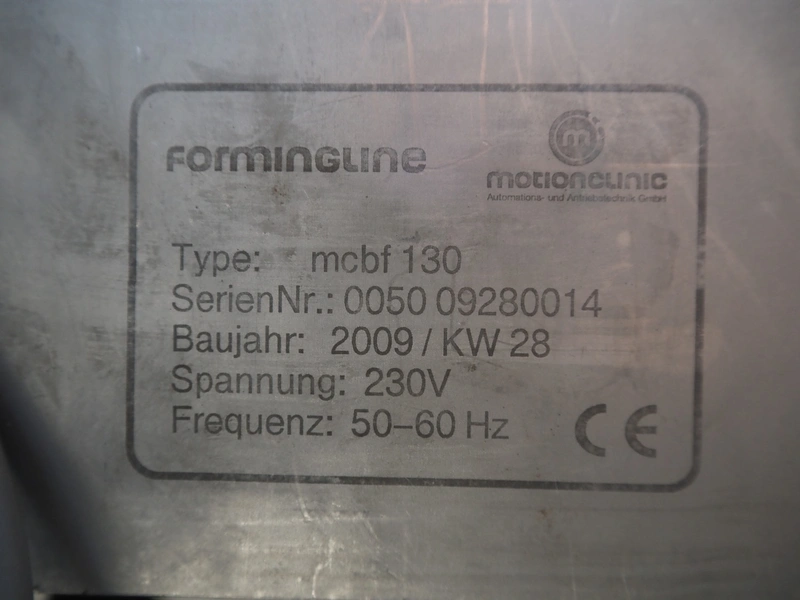 FORMINGLINE
m
motionclinic
Automations- und Antriebstechnik GmbH
Type: mcbf 130
SerienNr.: 0050 09280014
Baujahr: 2009 / KW 28
Spannung: 230V
Frequenz: 50–60 Hz
CE